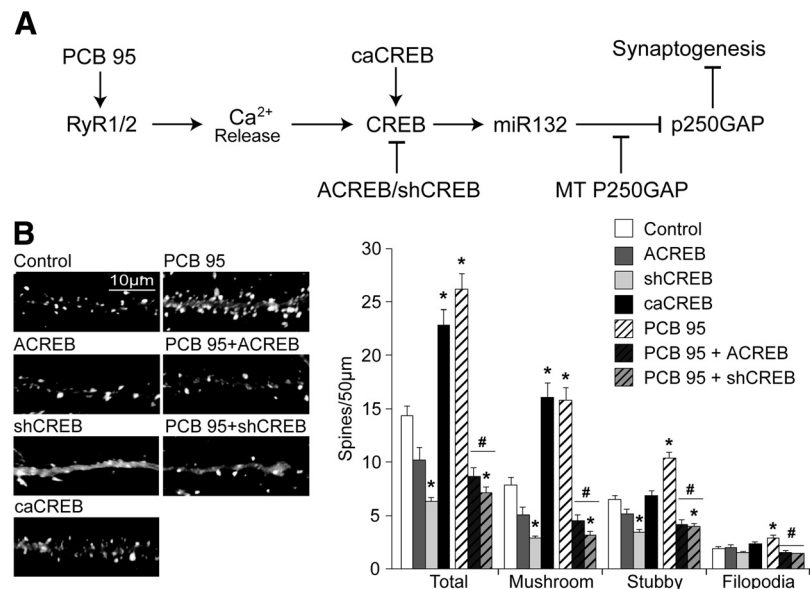 A
PCB 95
caCREB
Synaptogenesis
RyR1/2
Ca2+
Release
CREB
miR132
p250GAP
ACREB/shCREB
MT P250GAP
B
Control
PCB 95
10µm
ACREB
PCB 95+ACREB
shCREB
PCB 95+shCREB
caCREB
Spines/50µm
30
25
20
15
10
5
0
Control
ACREB
shCREB
caCREB
PCB 95
PCB 95 + ACREB
PCB 95 + shCREB
*
*
*
#
*
*
*
*
#
*
*
*
#
*
*
#
Total
Mushroom
Stubby
Filopodia